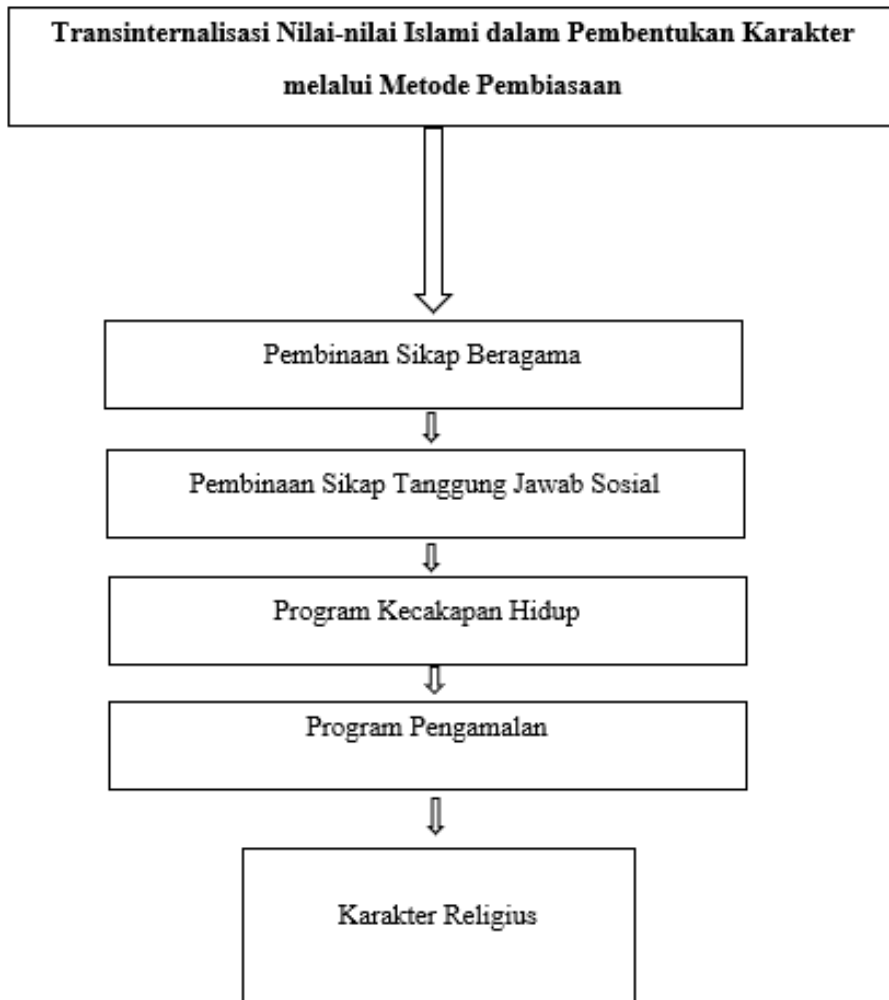 Transinternalisasi Nilai-nilai Islami dalam Pembentukan Karakter
melalui Metode Pembiasaan
Pembinaan Sikap Beragama
Pembinaan Sikap Tanggung Jawab Sosial
Program Kecakapan Hidup
Program Pengamalan
Karakter Religius